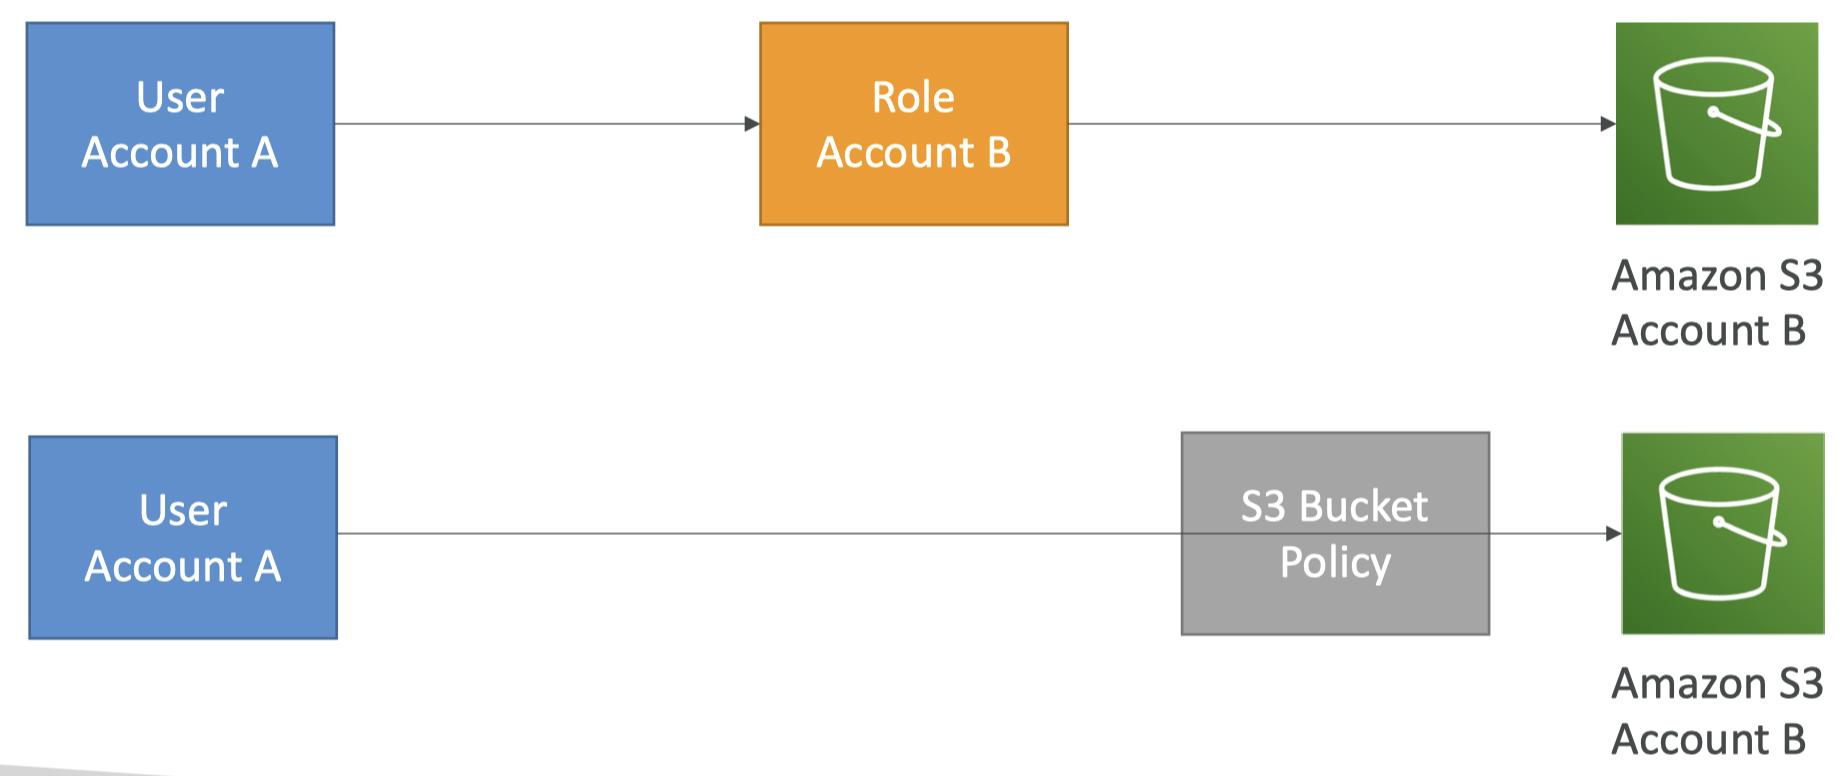 User
Account A
Role
Account B
Amazon S3
Account B
User
Account A
S3 Bucket
Policy
Amazon S3
Account B